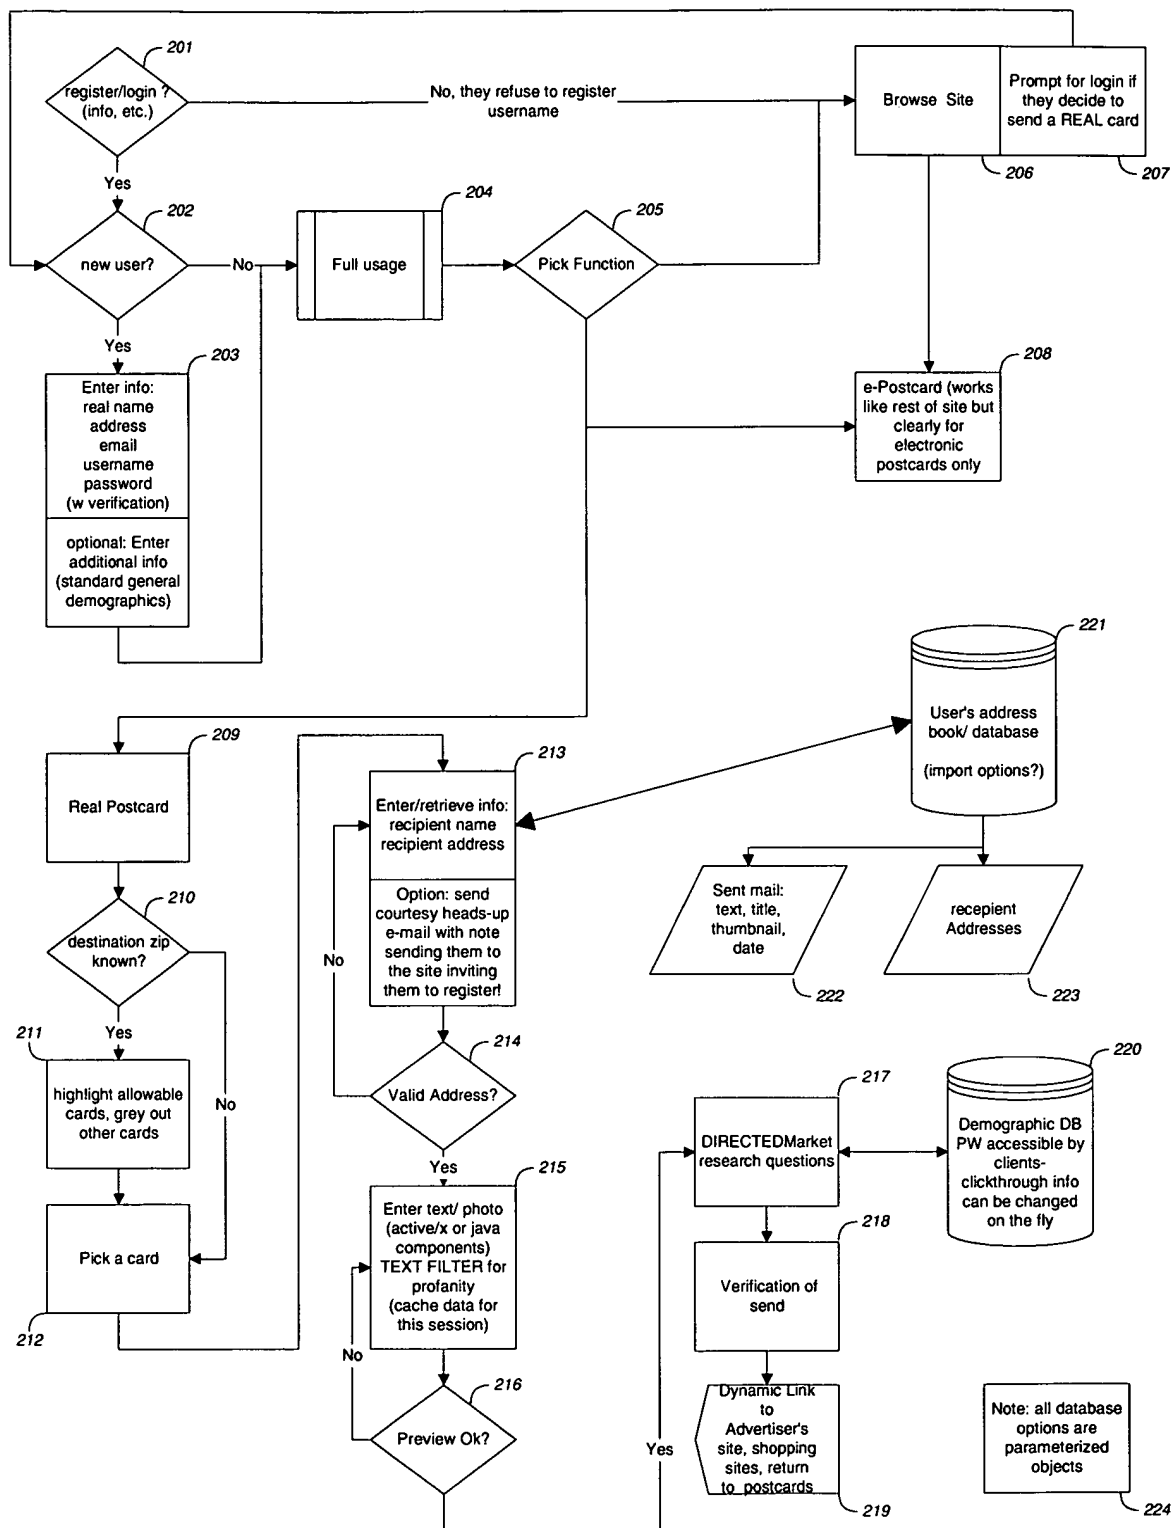 201
register/login ?
(info, etc.)
No, they refuse to register
username
Browse Site
Prompt for login if
they decide to
send a REAL card
206
207
Yes
202
new user?
No
204
Full usage
205
Pick Function
Yes
203
Enter info:
real name
address
email
username
password
(w verification)
optional: Enter
additional info
(standard general
demographics)
208
e-Postcard (works
like rest of site but
clearly for
electronic
postcards only
221
User's address
book/ database
(import options?)
209
Real Postcard
213
Enter/retrieve info:
recipient name
recipient address
Option: send
courtesy heads-up
e-mail with note
sending them to
the site inviting
them to register!
No
Sent mail:
text, title,
thumbnail,
date
222
recepient
Addresses
223
210
destination zip
known?
Yes
No
211
highlight allowable
cards, grey out
other cards
214
Valid Address?
Yes
217
DIRECTEDMarket
research questions
220
Demographic DB
PW accessible by
clients-
clickthrough info
can be changed
on the fly
Pick a card
212
215
Enter text/ photo
(active/x or java
components)
TEXT FILTER for
profanity
(cache data for
this session)
No
218
Verification of
send
216
Preview Ok?
Yes
Dynamic Link
to
Advertiser's
site, shopping
sites, return
to postcards
219
Note: all database
options are
parameterized
objects
224